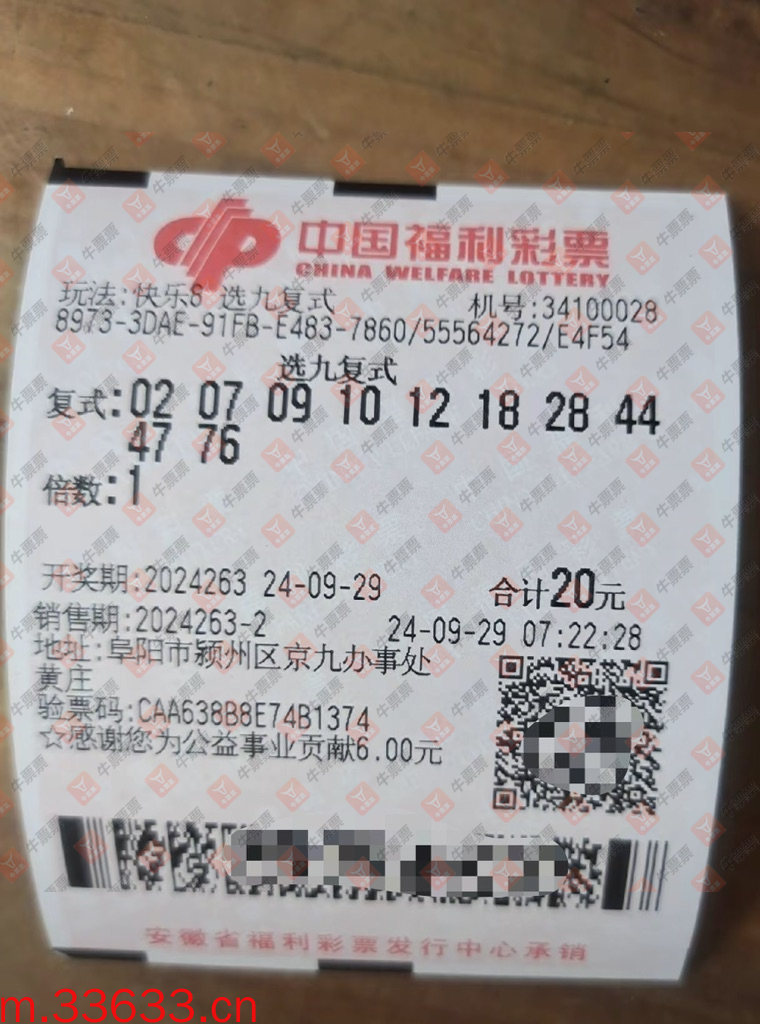 中国福利彩票
CHINA WELFARE LOTTERY
玩法:快乐8 选九复式 机号:34100028
8973-3DAE-91FB-E483-7860/55564272/E4F54
选九复式
复式:02 07 09 10 12 18 28 44
47 76
倍数:1
开奖期:2024263 24-09-29 合计20元
销售期:2024263-2 24-09-29 07:22:28
地址:阜阳市颍州区京九办事处
黄庄
验票码:CAA638B8E74B1374
☆感谢您为公益事业贡献6.00元
安徽省福利彩票发行中心承销
m.33633.cn
牛票票